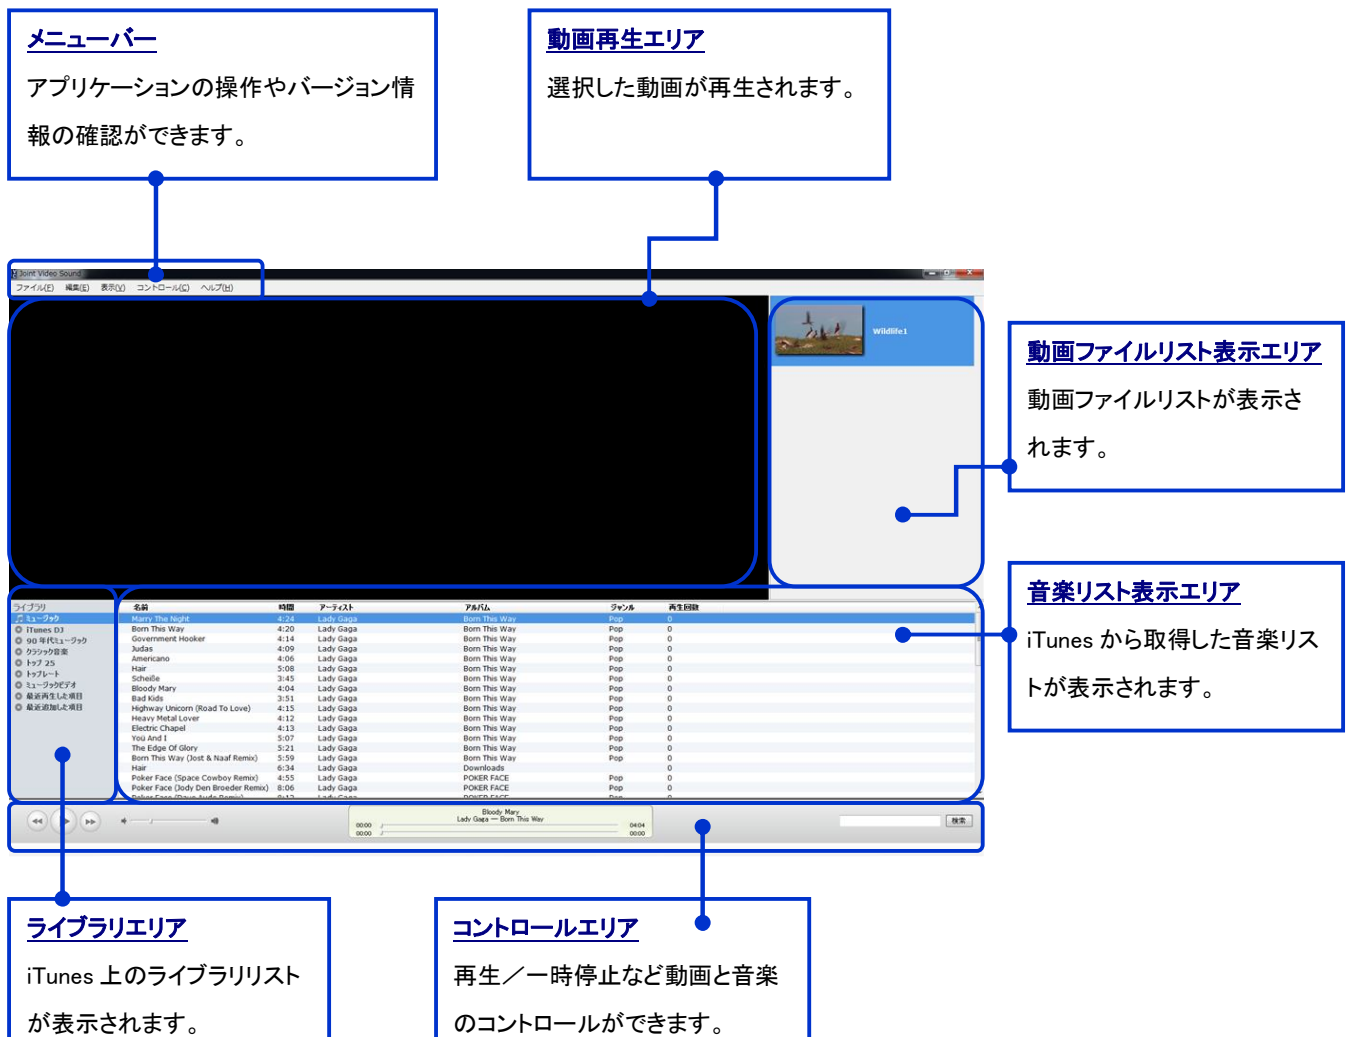 メニューバー
アプリケーションの操作やバージョン情
報の確認ができます。
動画再生エリア
選択した動画が再生されます。
Joint Video Sound
ファイル(F) 編集(E) 表示(V) コントロール(C) ヘルプ(H)
Wildlife1
動画ファイルリスト表示エリア
動画ファイルリストが表示さ
れます。
音楽リスト表示エリア
iTunes から取得した音楽リス
トが表示されます。
ライブラリ
ミュージック
iTunes DJ
90 年代ミュージック
クラシック音楽
トップ 25
トップレート
ミュージックビデオ
最近再生した項目
最近追加した項目
名前 時間 アーティスト アルバム ジャンル 再生回数
Marry The Night 4:24 Lady Gaga Born This Way Pop 0
Born This Way 4:20 Lady Gaga Born This Way Pop 0
Government Hooker 4:14 Lady Gaga Born This Way Pop 0
Judas 4:09 Lady Gaga Born This Way Pop 0
Americano 4:06 Lady Gaga Born This Way Pop 0
Hair 5:08 Lady Gaga Born This Way Pop 0
Scheiße 3:45 Lady Gaga Born This Way Pop 0
Bloody Mary 4:04 Lady Gaga Born This Way Pop 0
Bad Kids 3:51 Lady Gaga Born This Way Pop 0
Highway Unicorn (Road To Love) 4:15 Lady Gaga Born This Way Pop 0
Heavy Metal Lover 4:12 Lady Gaga Born This Way Pop 0
Electric Chapel 4:13 Lady Gaga Born This Way Pop 0
Yoü And I 5:07 Lady Gaga Born This Way Pop 0
The Edge Of Glory 5:21 Lady Gaga Born This Way Pop 0
Born This Way (Jost & Naaf Remix) 5:59 Lady Gaga Born This Way Pop 0
Hair 6:34 Lady Gaga Downloads 0
Poker Face (Space Cowboy Remix) 4:55 Lady Gaga POKER FACE Pop 0
Poker Face (Jody Den Broeder Remix) 8:06 Lady Gaga POKER FACE Pop 0
Poker Face (Dave Aude Remix) Lady Gaga POKER FACE Pop 0
Bloody Mary
Lady Gaga — Born This Way
00:00 04:04
00:00 00:00
検索
ライブラリエリア
iTunes 上のライブラリリスト
が表示されます。
コントロールエリア
再生／一時停止など動画と音楽
のコントロールができます。